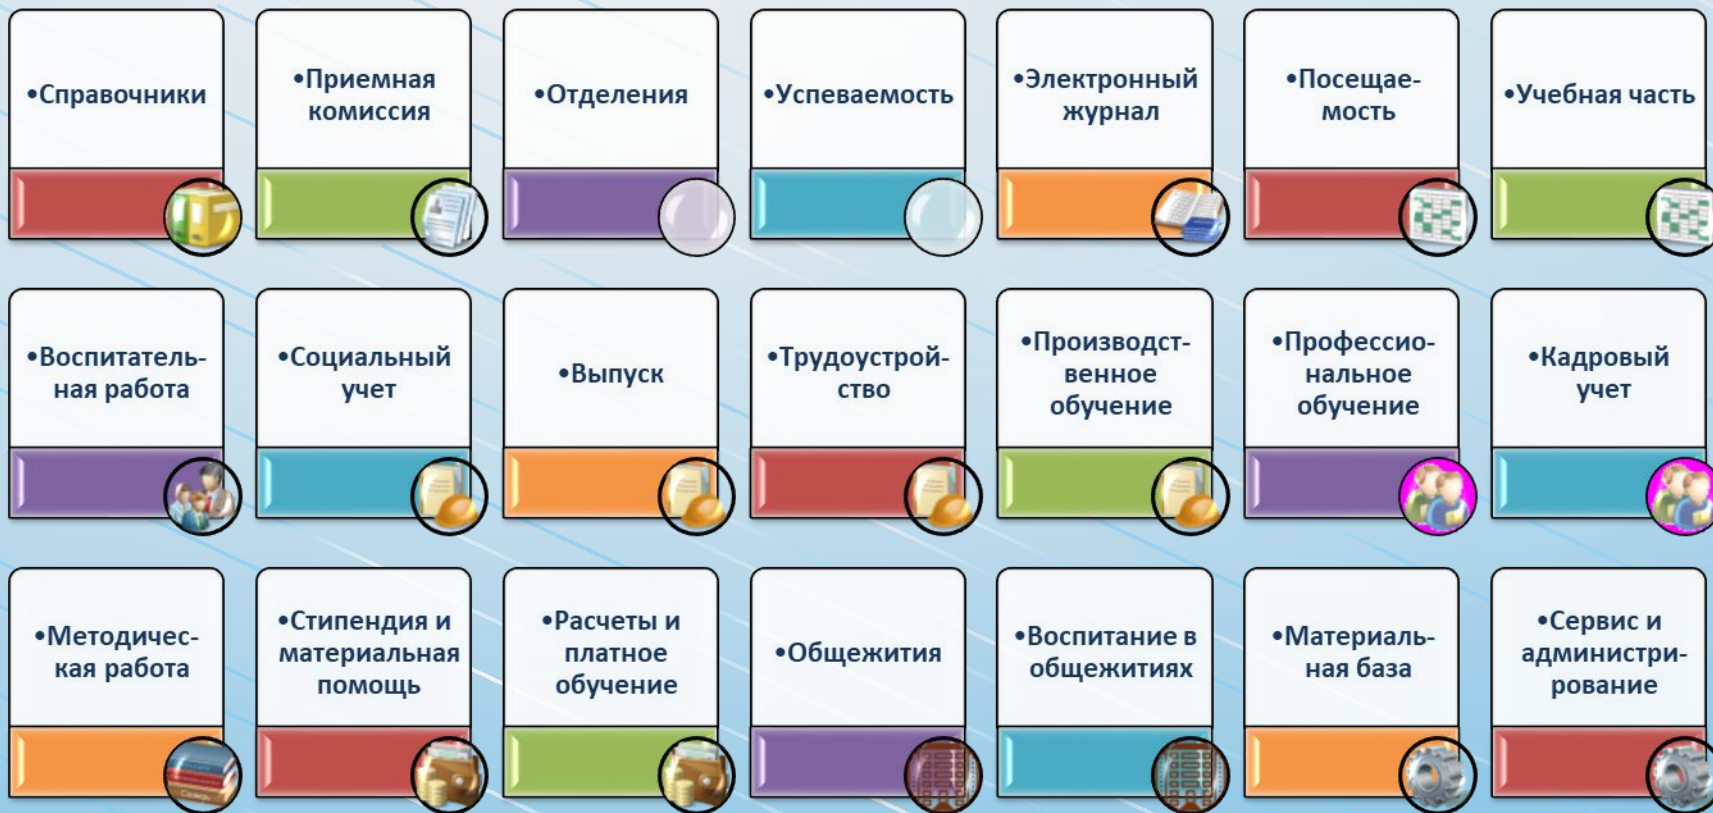 •Справочники
•Приемная
комиссия
•Отделения
•Успеваемость
•Электронный
журнал
•Посещае-
мость
•Учебная часть
•Воспитатель-
ная работа
•Социальный
учет
•Выпуск
•Трудоустрой-
ство
•Производст-
венное
обучение
•Профессио-
нальное
обучение
•Кадровый
учет
•Методичес-
кая работа
•Стипендия и
материальная
помощь
•Расчеты и
платное
обучение
•Общежития
•Воспитание в
общежитиях
•Материаль-
ная база
•Сервис и
администри-
рование